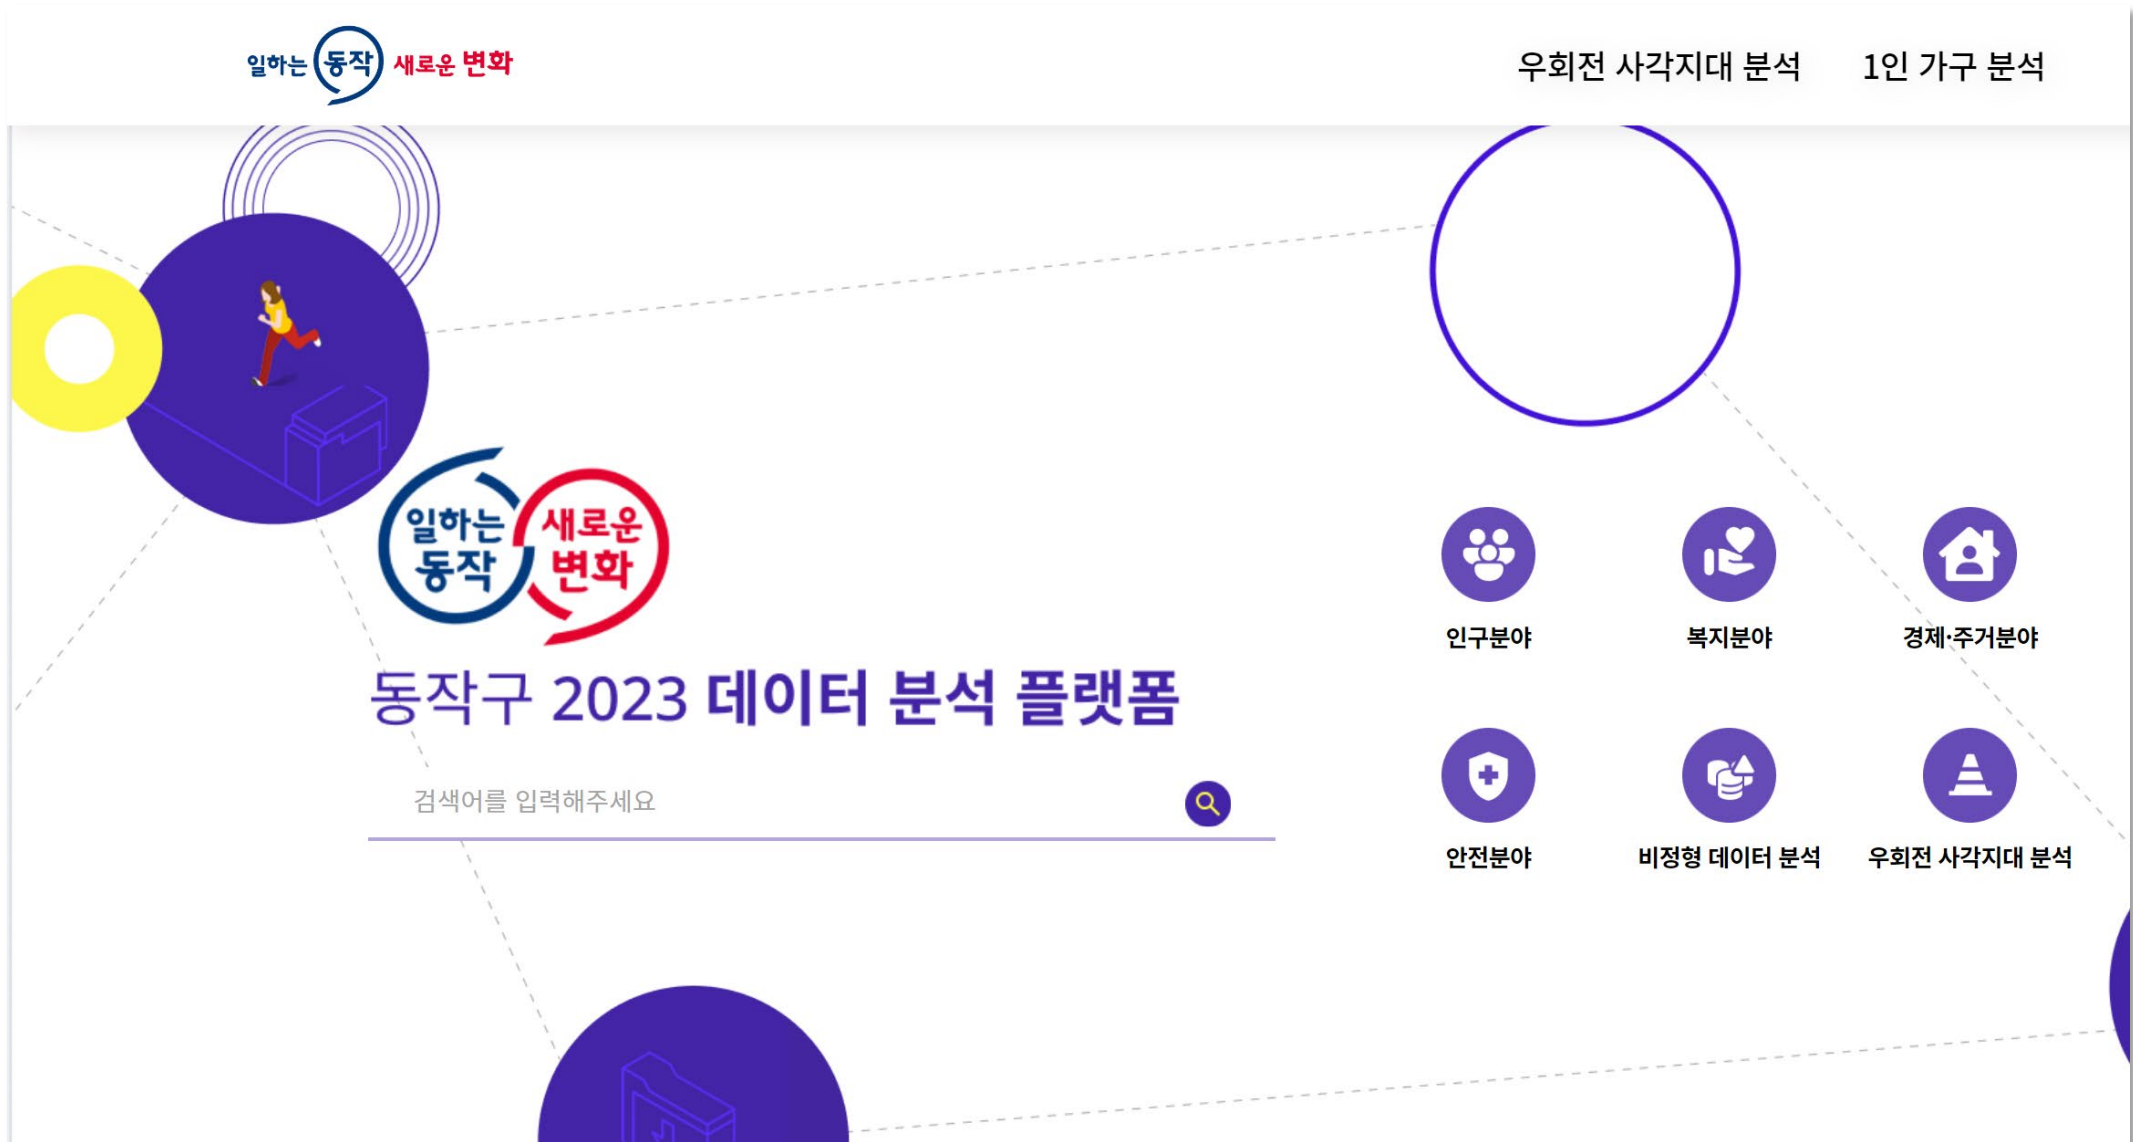 일하는 동작 새로운 변화
우회전 사각지대 분석
1인 가구 분석
일하는
동작
새로운
변화
동작구 2023 데이터 분석 플랫폼
검색어를 입력해주세요
인구분야
복지분야
경제·주거분야
안전분야
비정형 데이터 분석
우회전 사각지대 분석